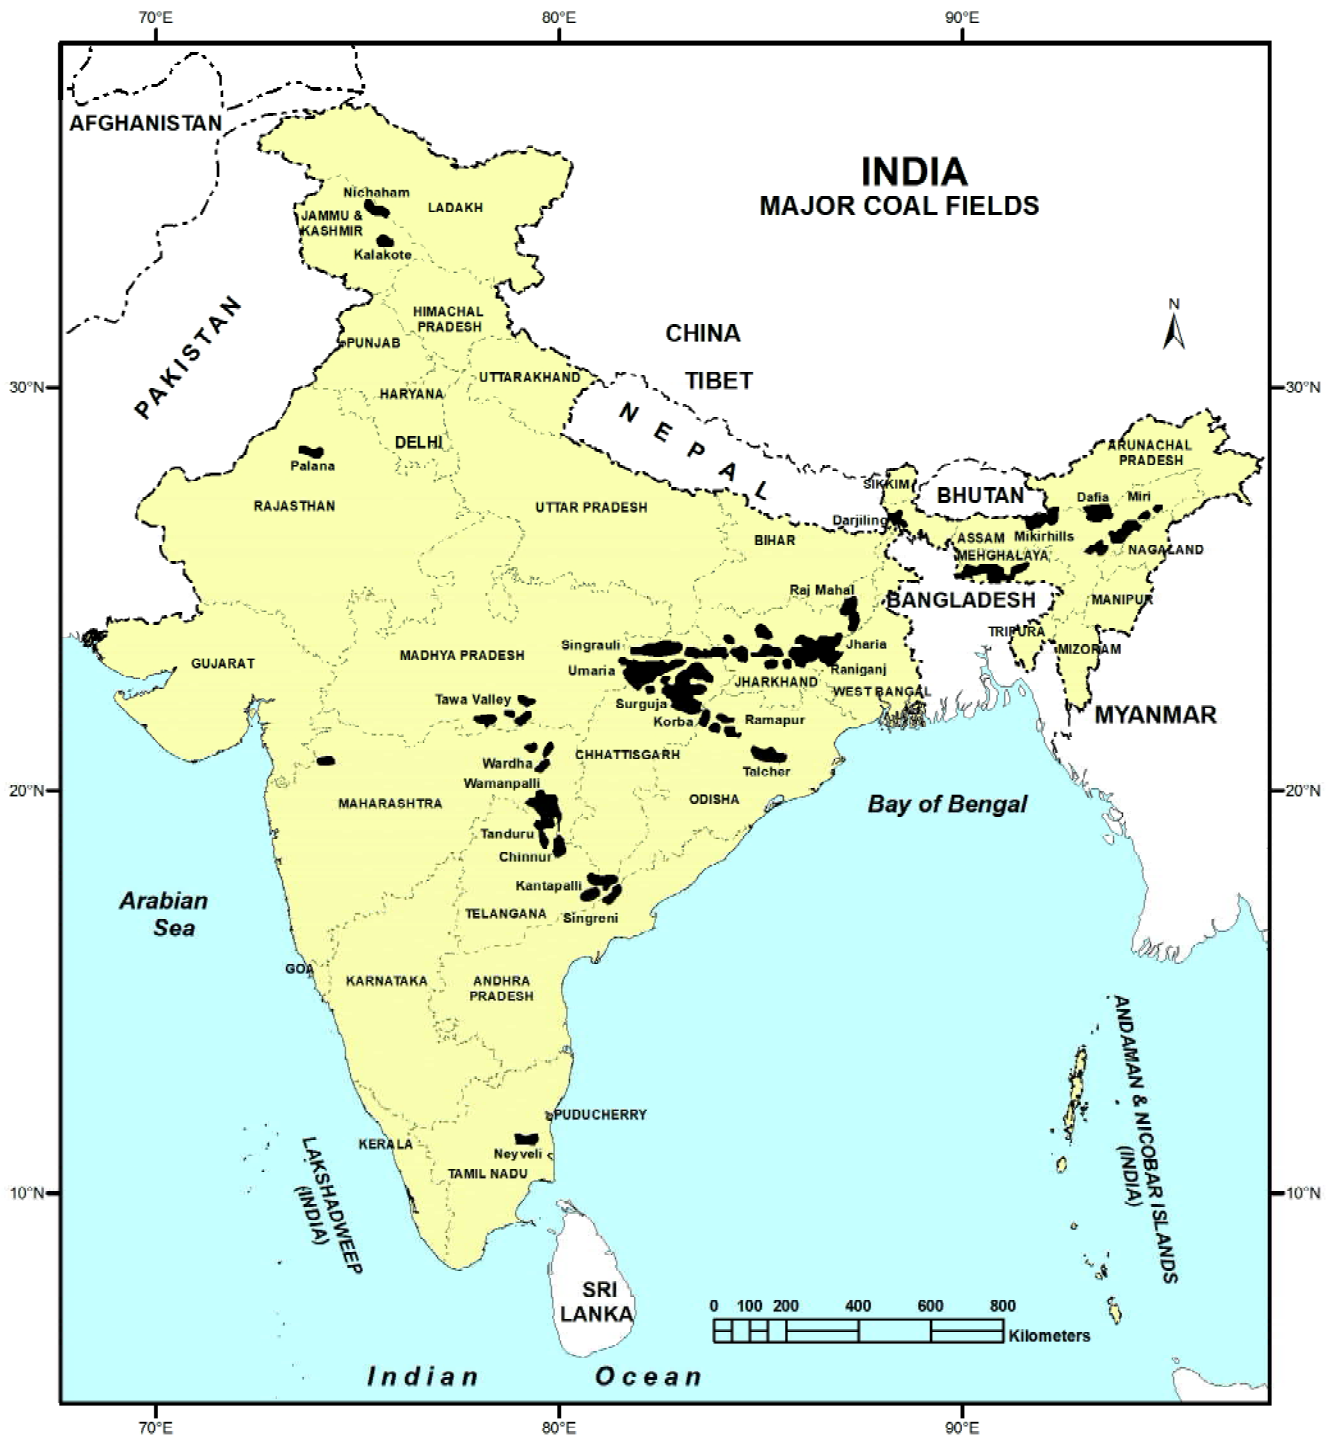 70°E
80°E
90°E
AFGHANISTAN
INDIA
MAJOR COAL FIELDS
Nichaham
LADAKH
JAMMU &
KASHMIR
Kalakote
N
PAKISTAN
HIMACHAL
PRADESH
CHINA
PUNJAB
TIBET
30°N
30°N
UTTARAKHAND
HARYANA
NEPAL
DELHI
ARUNACHAL
PRADESH
Palana
SIKKIM
BHUTAN
Dafia
Miri
RAJASTHAN
UTTAR PRADESH
Darjiling
BIHAR
ASSAM
Mikirhills
MEHGHALAYA
NAGALAND
Raj Mahal
BANGLADESH
MANIPUR
TRIPURA
Singrauli
Jharia
MIZORAM
GUJARAT
MADHYA PRADESH
Umaria
Raniganj
JHARKHAND
WEST BANGAL
Tawa Valley
Surguja
Korba
Ramapur
MYANMAR
CHHATTISGARH
Wardha
Talcher
Wamanpalli
20°N
20°N
MAHARASHTRA
ODISHA
Bay of Bengal
Tanduru
Chinnur
Kantapalli
Arabian
Sea
TELANGANA
Singreni
GOA
KARNATAKA
ANDHRA
PRADESH
ANDAMAN & NICOBAR ISLANDS
(INDIA)
PUDUCHERRY
KERALA
Neyveli
TAMIL NADU
LAKSHADWEEP
(INDIA)
10°N
10°N
SRI
LANKA
0 100 200 400 600 800
Kilometers
Indian Ocean
70°E
80°E
90°E